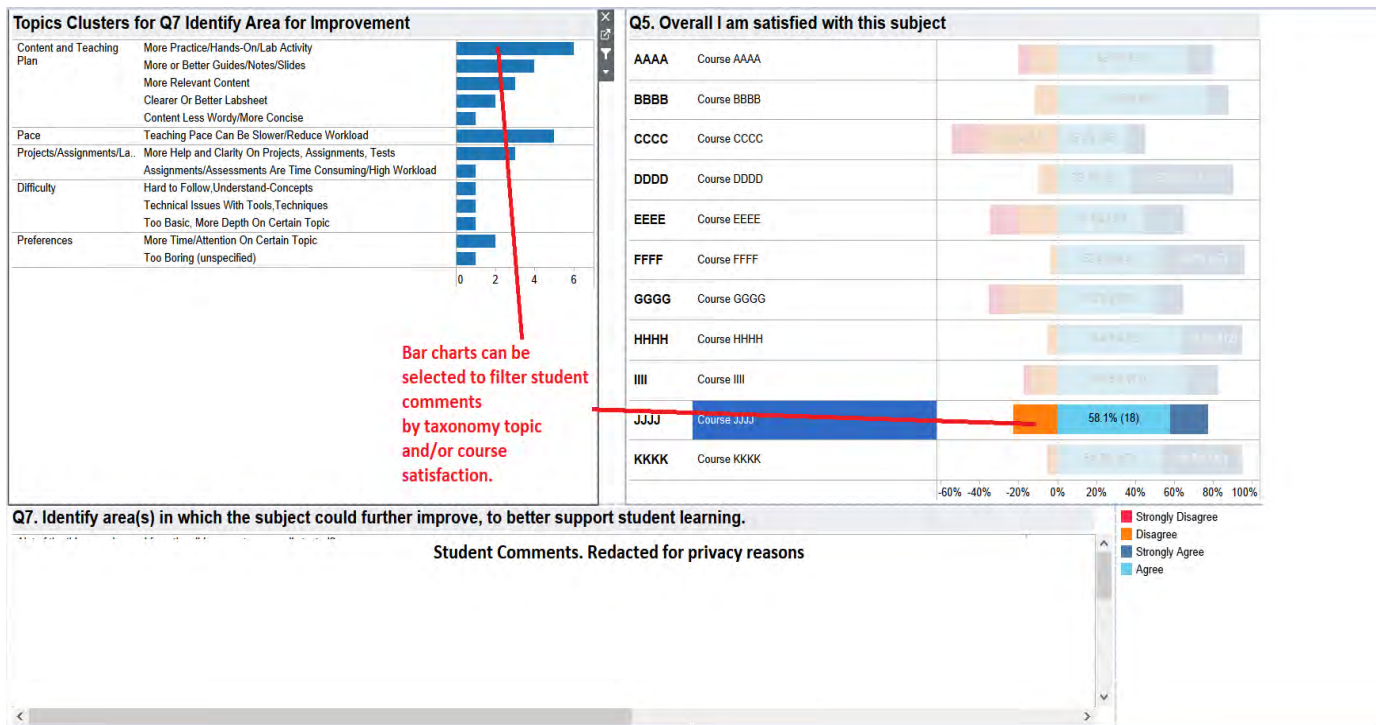 Topics Clusters for Q7 Identify Area for Improvement
Content and Teaching Plan
More Practice/Hands-On/Lab Activity
More or Better Guides/Notes/Slides
More Relevant Content
Clearer Or Better Labsheet
Content Less Wordy/More Concise
Pace
Teaching Pace Can Be Slower/Reduce Workload
Projects/Assignments/La..
More Help and Clarity On Projects, Assignments, Tests
Assignments/Assessments Are Time Consuming/High Workload
Difficulty
Hard to Follow,Understand-Concepts
Technical Issues With Tools,Techniques
Too Basic, More Depth On Certain Topic
Preferences
More Time/Attention On Certain Topic
Too Boring (unspecified)
0 2 4 6
Bar charts can be
selected to filter student
comments
by taxonomy topic
and/or course
satisfaction.
Q5. Overall I am satisfied with this subject
AAAA Course AAAA
BBBB Course BBBB
CCCC Course CCCC
DDDD Course DDDD
EEEE Course EEEE
FFFF Course FFFF
GGGG Course GGGG
HHHH Course HHHH
IIII Course IIII
JJJJ Course JJJJ 58.1% (18)
KKKK Course KKKK
-60% -40% -20% 0% 20% 40% 60% 80% 100%
Q7. Identify area(s) in which the subject could further improve, to better support student learning.
Student Comments. Redacted for privacy reasons
Strongly Disagree
Disagree
Strongly Agree
Agree